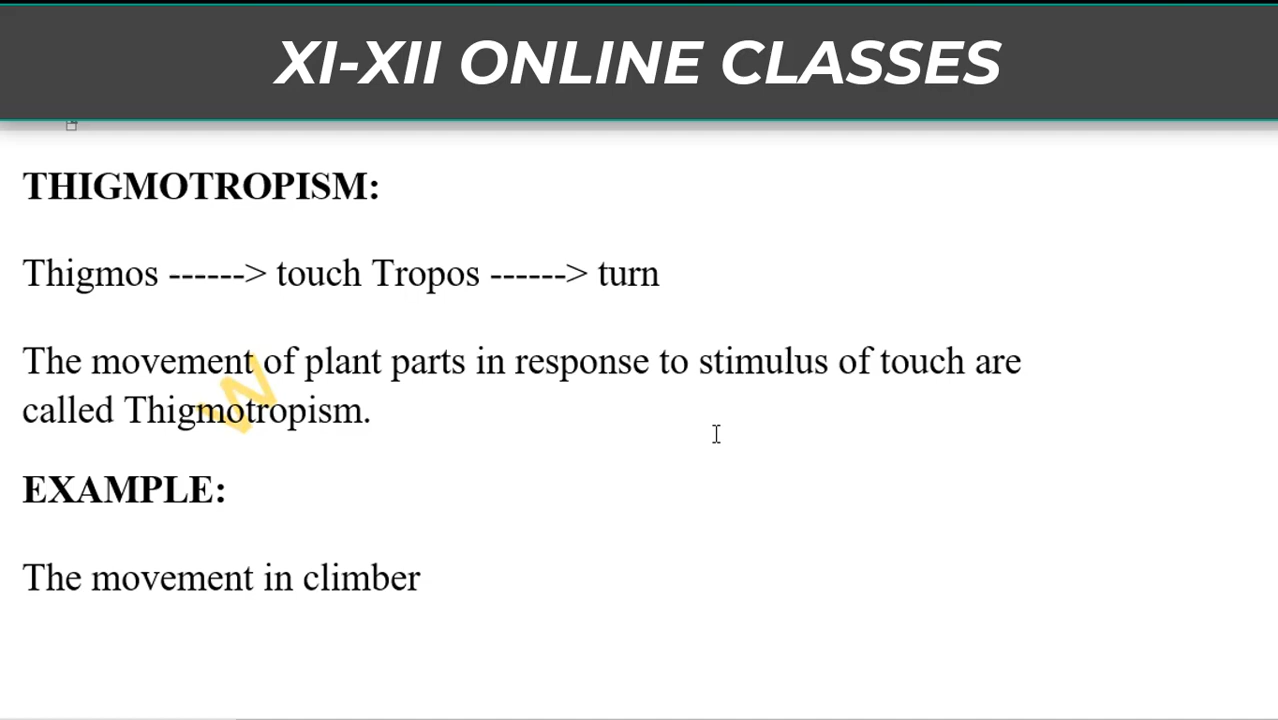 XI-XII ONLINE CLASSES
THIGMOTROPISM:
Thigmos ------> touch Tropos ------> turn
The movement of plant parts in response to stimulus of touch are
called Thigmotropism.
W
EXAMPLE:
The movement in climber